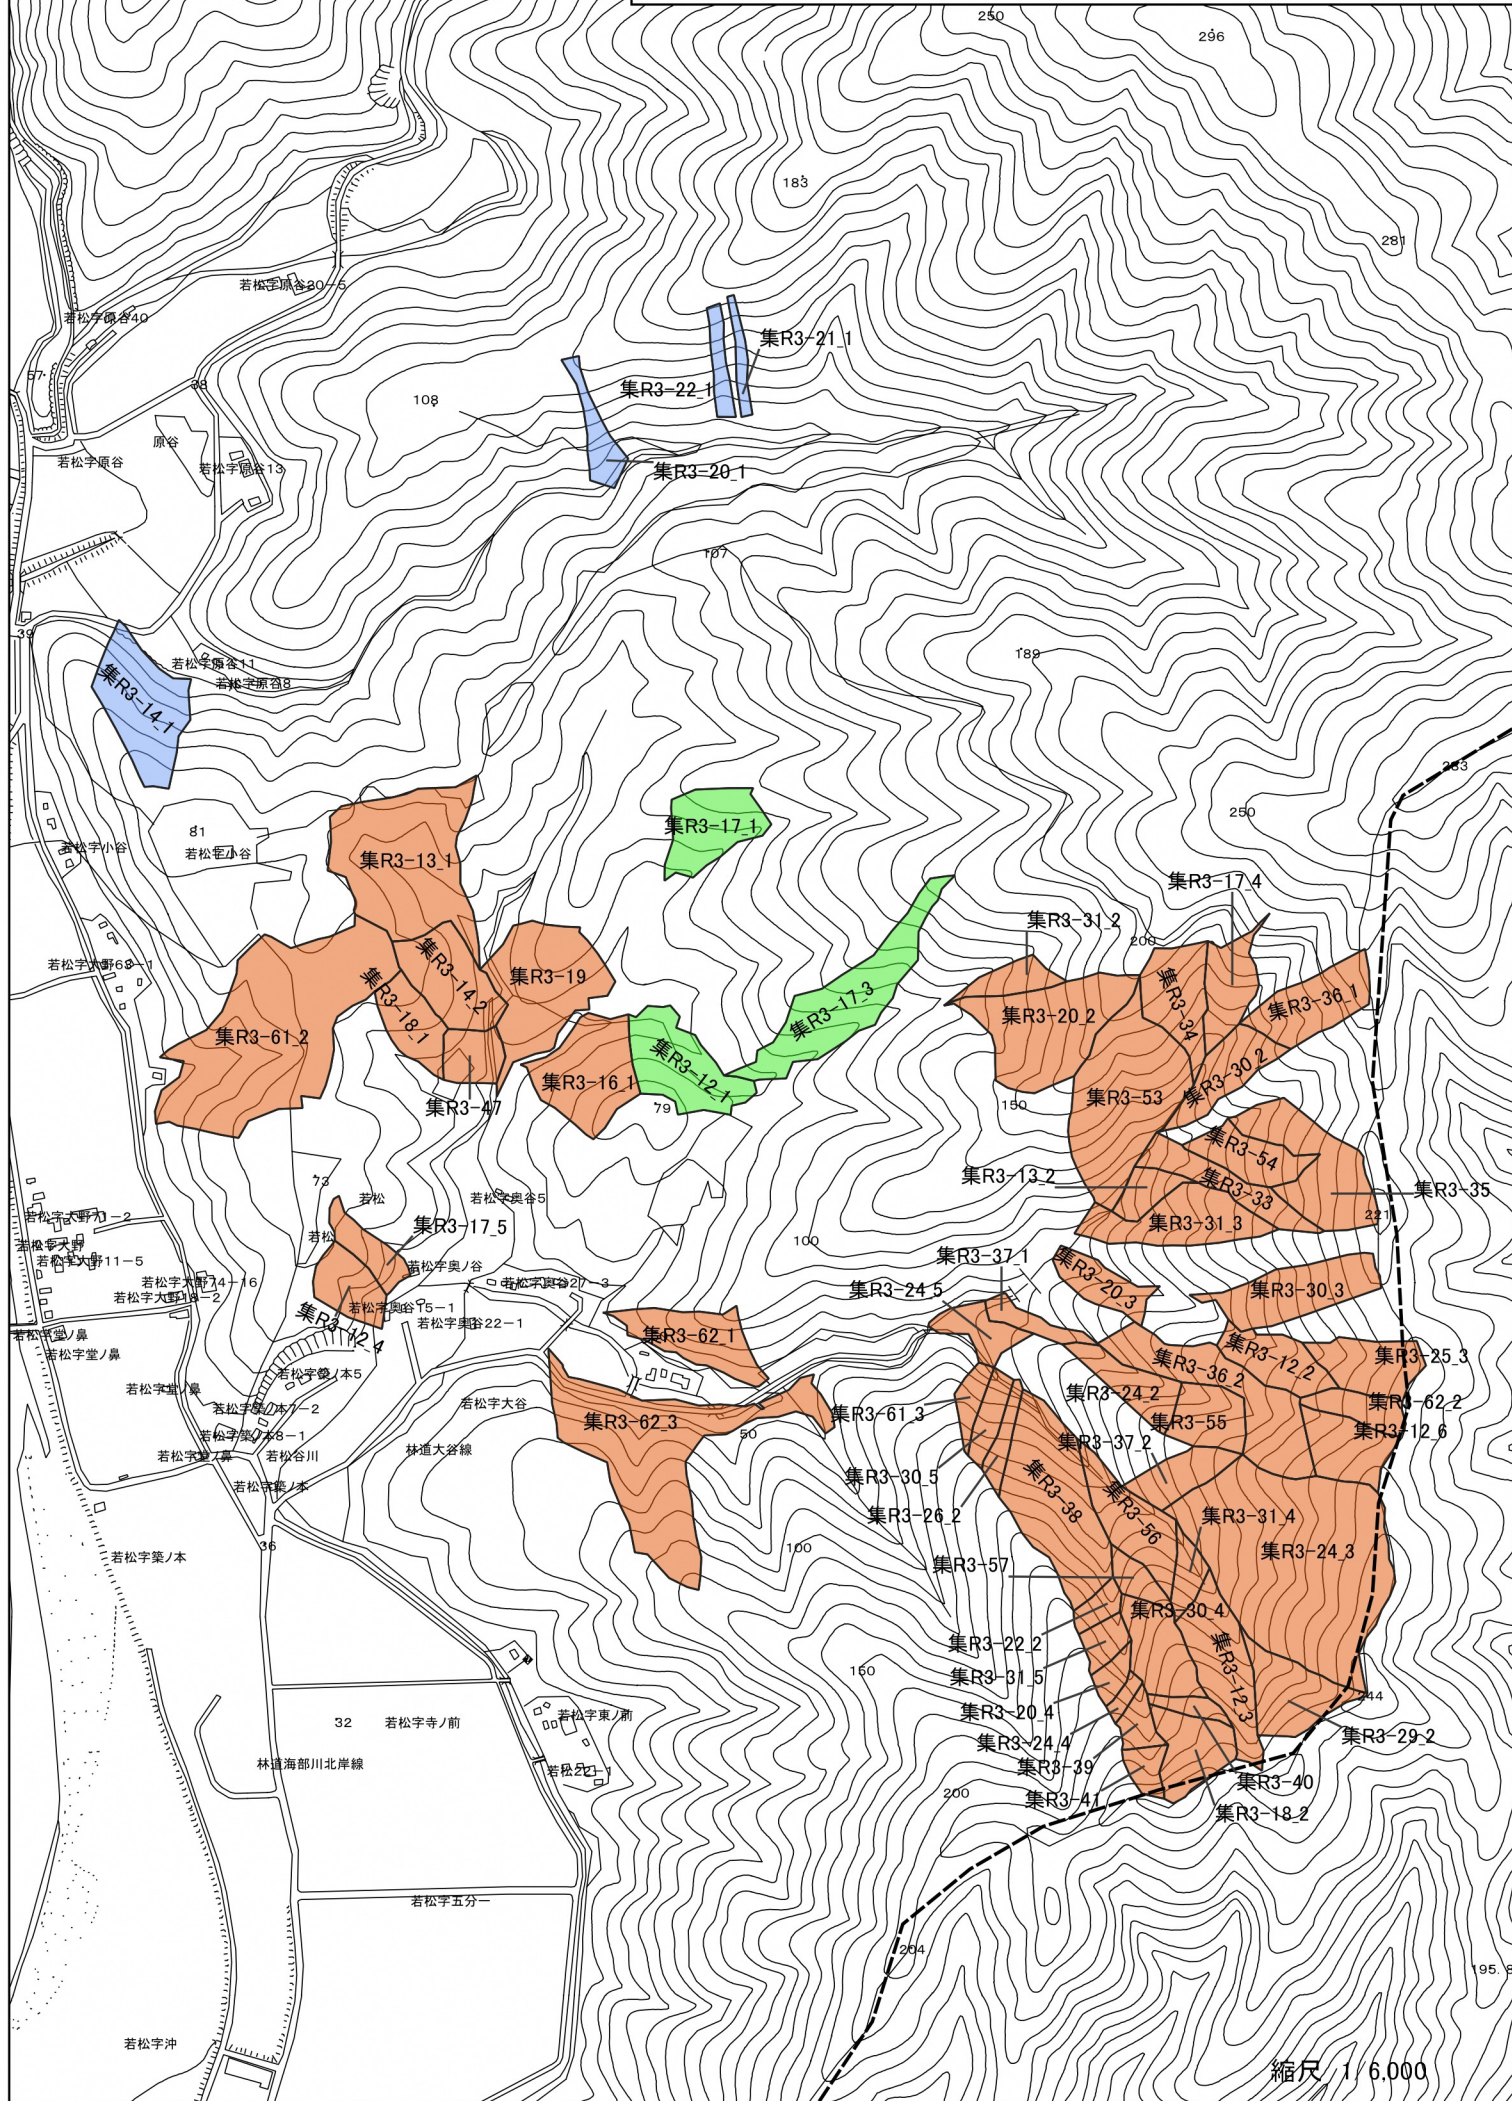 250
296
183
281
若松字原谷20-5
若松字原谷40
集R3-21_1
57
38
集R3-22_1
108
原谷
若松字原谷
若松字原谷13
集R3-20_1
107
39
189
若松字原谷11
若松字原谷8
集R3-14_1
283
250
81
若松字小谷
若松字小谷
集R3-17_1
集R3-13_1
集R3-17_4
集R3-31_2
200
若松字大野63-1
集R3-14_2
集R3-19
集R3-34
集R3-36_1
集R3-18_1
集R3-17_3
集R3-20_2
集R3-61_2
集R3-12_1
集R3-30_2
集R3-16_1
集R3-53
集R3-47
79
150
集R3-54
73
集R3-13_2
集R3-33
集R3-35
若松
若松字奥谷5
若松字大野71-2
集R3-17_5
集R3-31_3
221
若松
若松字大野
100
集R3-37_1
若松字大野11-5
若松字奥ノ谷
若松字大野74-16
若松字奥谷27-3
集R3-24_5
集R3-20_3
集R3-30_3
若松字大野18-2
若松字奥谷15-1
集R3-12_4
若松字奥谷22-1
若松字堂ノ鼻
集R3-62_1
若松字堂ノ鼻
集R3-12_2
集R3-25_3
集R3-36_2
若松字築ノ本5
若松字堂ノ鼻
集R3-24_2
若松字大谷
集R3-62_2
若松字築ノ本7-2
集R3-61_3
集R3-62_3
集R3-55
集R3-12_6
若松字築ノ本8-1
50
集R3-37_2
林道大谷線
若松字堂ノ鼻
若松谷川
集R3-30_5
若松字築ノ本
集R3-38
集R3-56
集R3-26_2
集R3-31_4
36
100
集R3-24_3
若松字築ノ本
集R3-57
集R3-30_4
集R3-22_2
集R3-12_3
150
集R3-31_5
244
集R3-20_4
32
若松字寺ノ前
若松字東ノ前
集R3-29_2
集R3-24_4
林道海部川北岸線
集R3-39
若松22-1
集R3-40
200
集R3-41
集R3-18_2
若松字五分一
204
195.8
若松字沖
縮尺 1/6,000